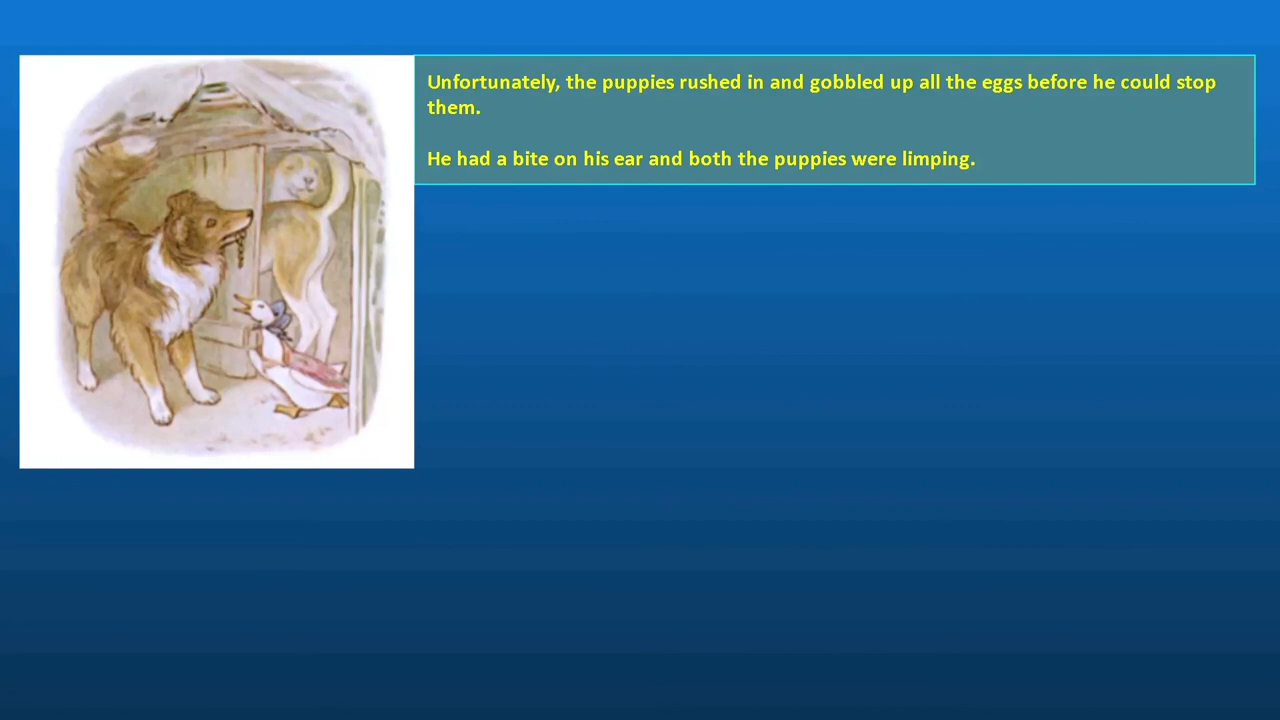 Unfortunately, the puppies rushed in and gobbled up all the eggs before he could stop
them.
He had a bite on his ear and both the puppies were limping.